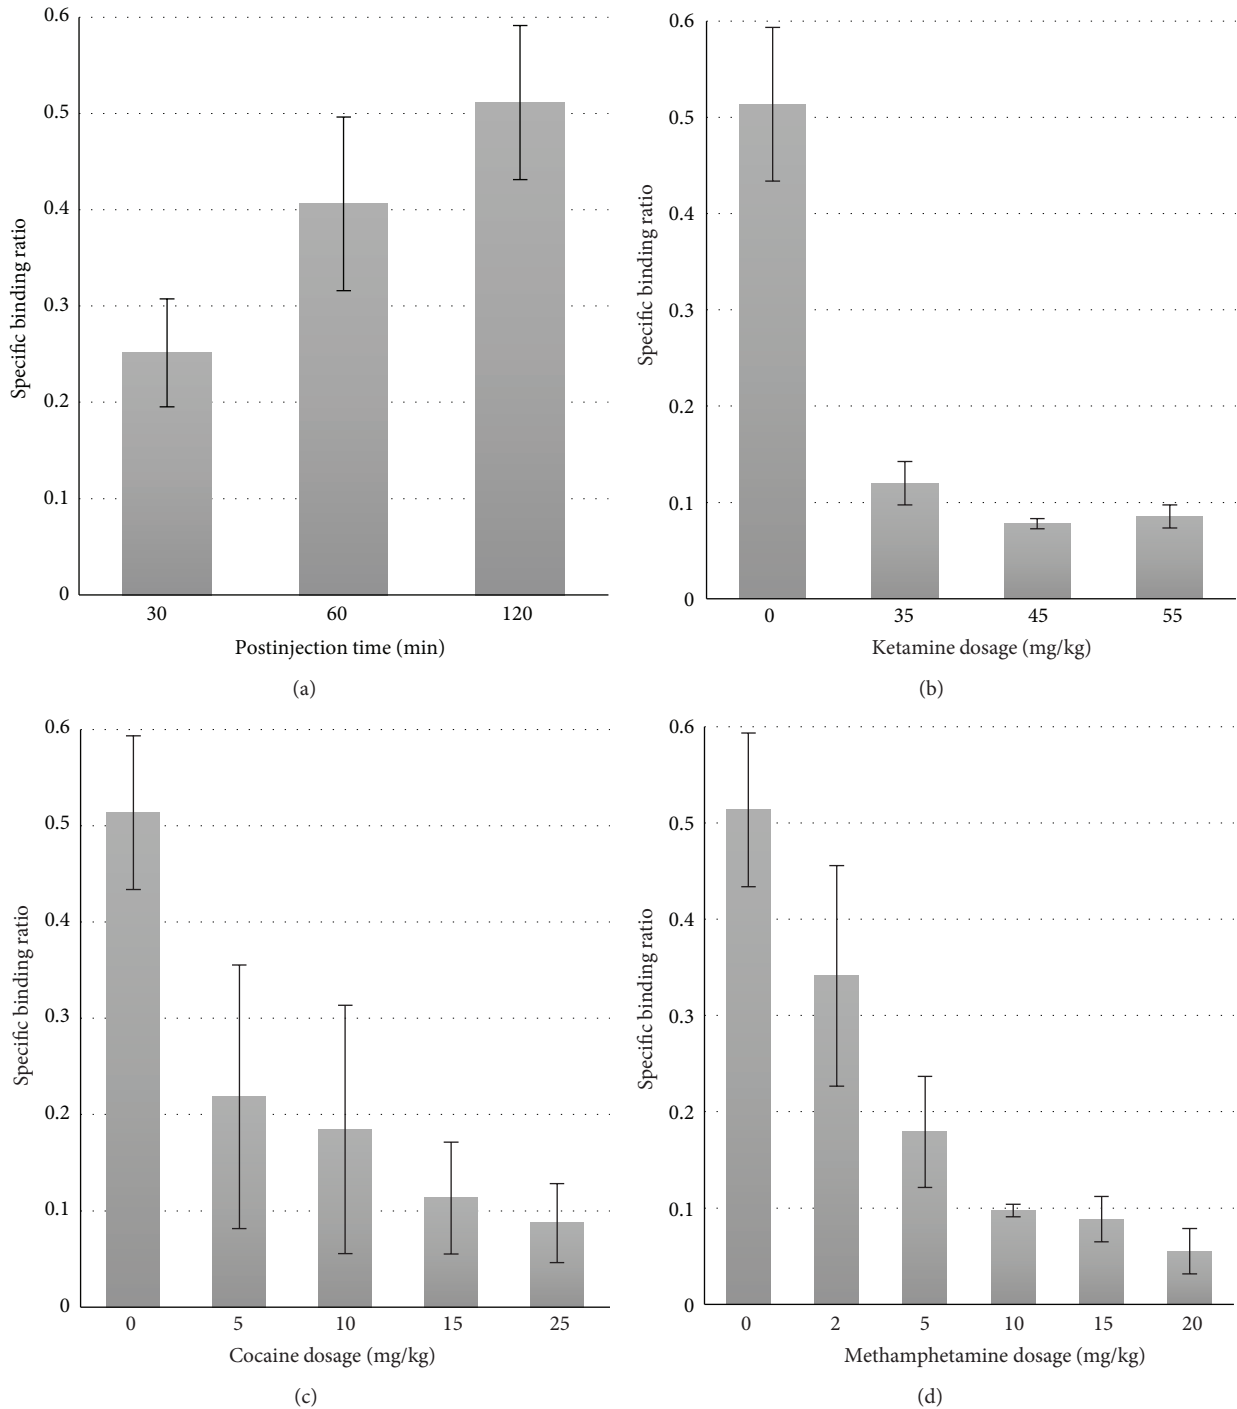 0.6
0.5
0.4
0.3
0.2
0.1
0
Specific binding ratio
30 60 120
Postinjection time (min)
(a)
0.6
0.5
0.4
0.3
0.2
0.1
0
Specific binding ratio
0 35 45 55
Ketamine dosage (mg/kg)
(b)
0.6
0.5
0.4
0.3
0.2
0.1
0
Specific binding ratio
0 5 10 15 25
Cocaine dosage (mg/kg)
(c)
0.6
0.5
0.4
0.3
0.2
0.1
0
Specific binding ratio
0 2 5 10 15 20
Methamphetamine dosage (mg/kg)
(d)